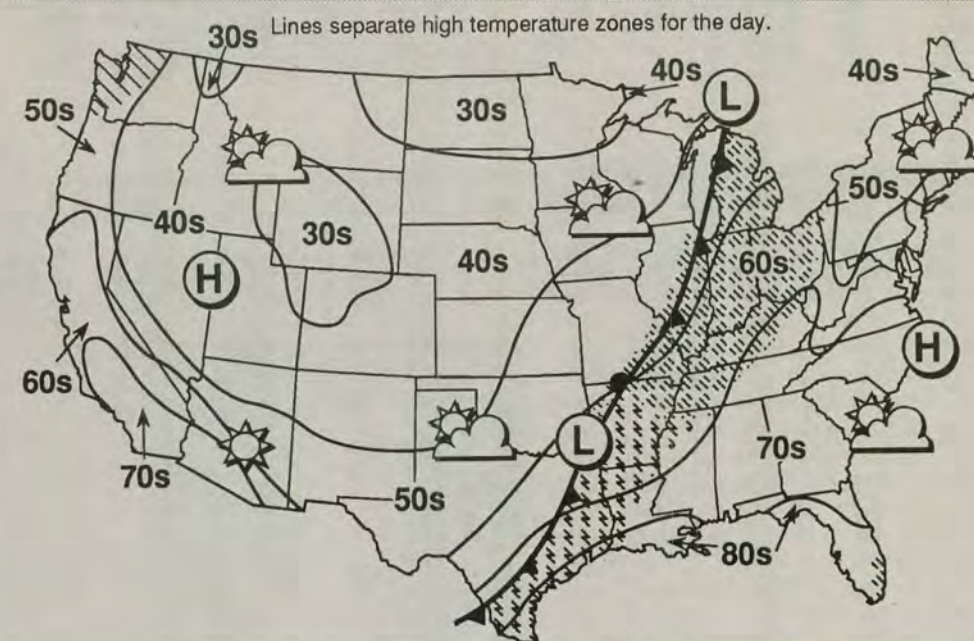 Lines separate high temperature zones for the day.
30s
40s
40s
50s
30s
L
50s
40s
30s
40s
60s
H
H
60s
70s
L
70s
50s
80s